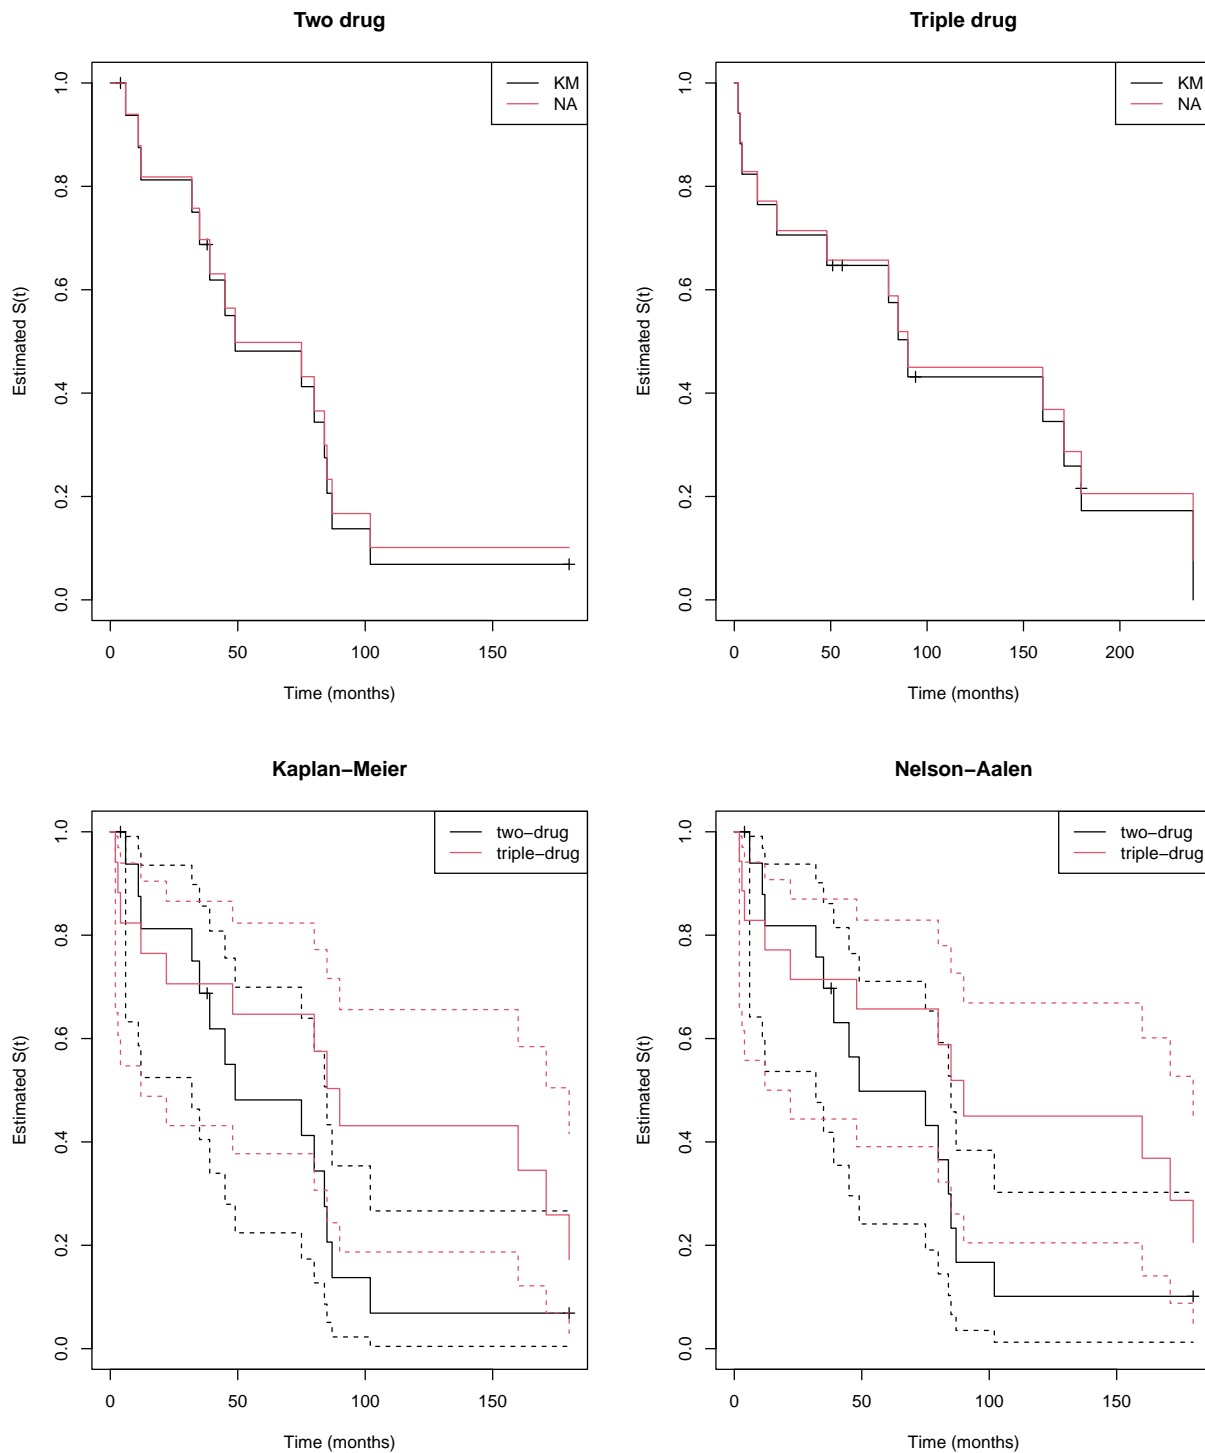 Two drug
KM
NA
Estimated S(t)
0.0 0.2 0.4 0.6 0.8 1.0
0 50 100 150
Time (months)
Triple drug
KM
NA
Estimated S(t)
0.0 0.2 0.4 0.6 0.8 1.0
0 50 100 150 200
Time (months)
Kaplan−Meier
two−drug
triple−drug
Estimated S(t)
0.0 0.2 0.4 0.6 0.8 1.0
0 50 100 150
Time (months)
Nelson−Aalen
two−drug
triple−drug
Estimated S(t)
0.0 0.2 0.4 0.6 0.8 1.0
0 50 100 150
Time (months)